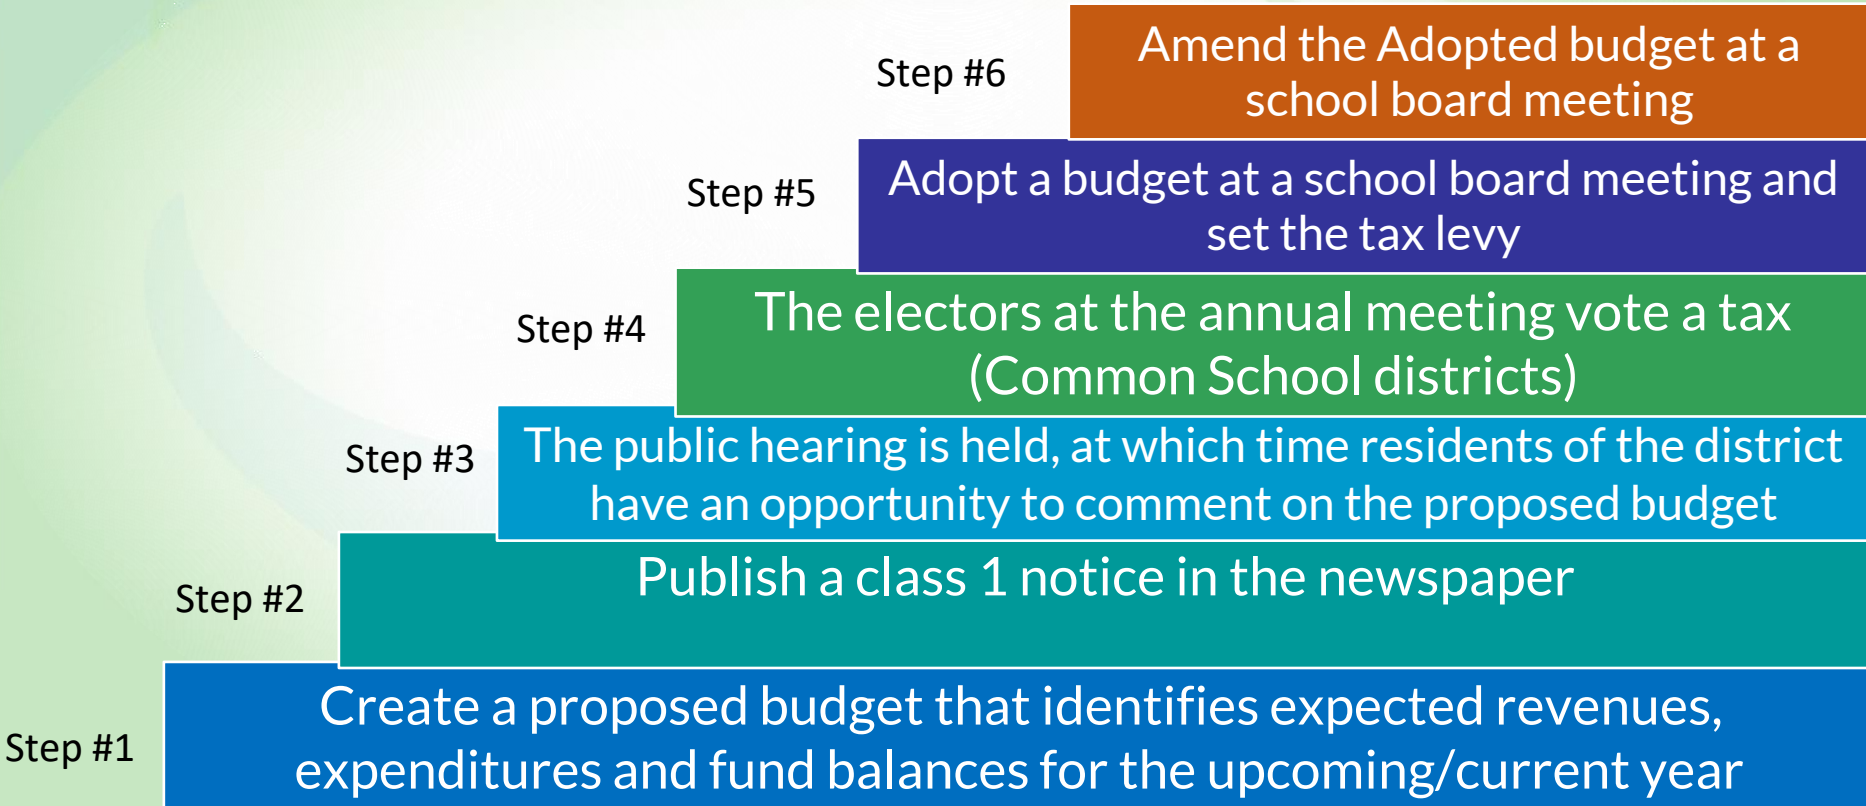 Step #6
Amend the Adopted budget at a
school board meeting
Step #5
Adopt a budget at a school board meeting and
set the tax levy
Step #4
The electors at the annual meeting vote a tax
(Common School districts)
Step #3
The public hearing is held, at which time residents of the district
have an opportunity to comment on the proposed budget
Step #2
Publish a class 1 notice in the newspaper
Step #1
Create a proposed budget that identifies expected revenues,
expenditures and fund balances for the upcoming/current year